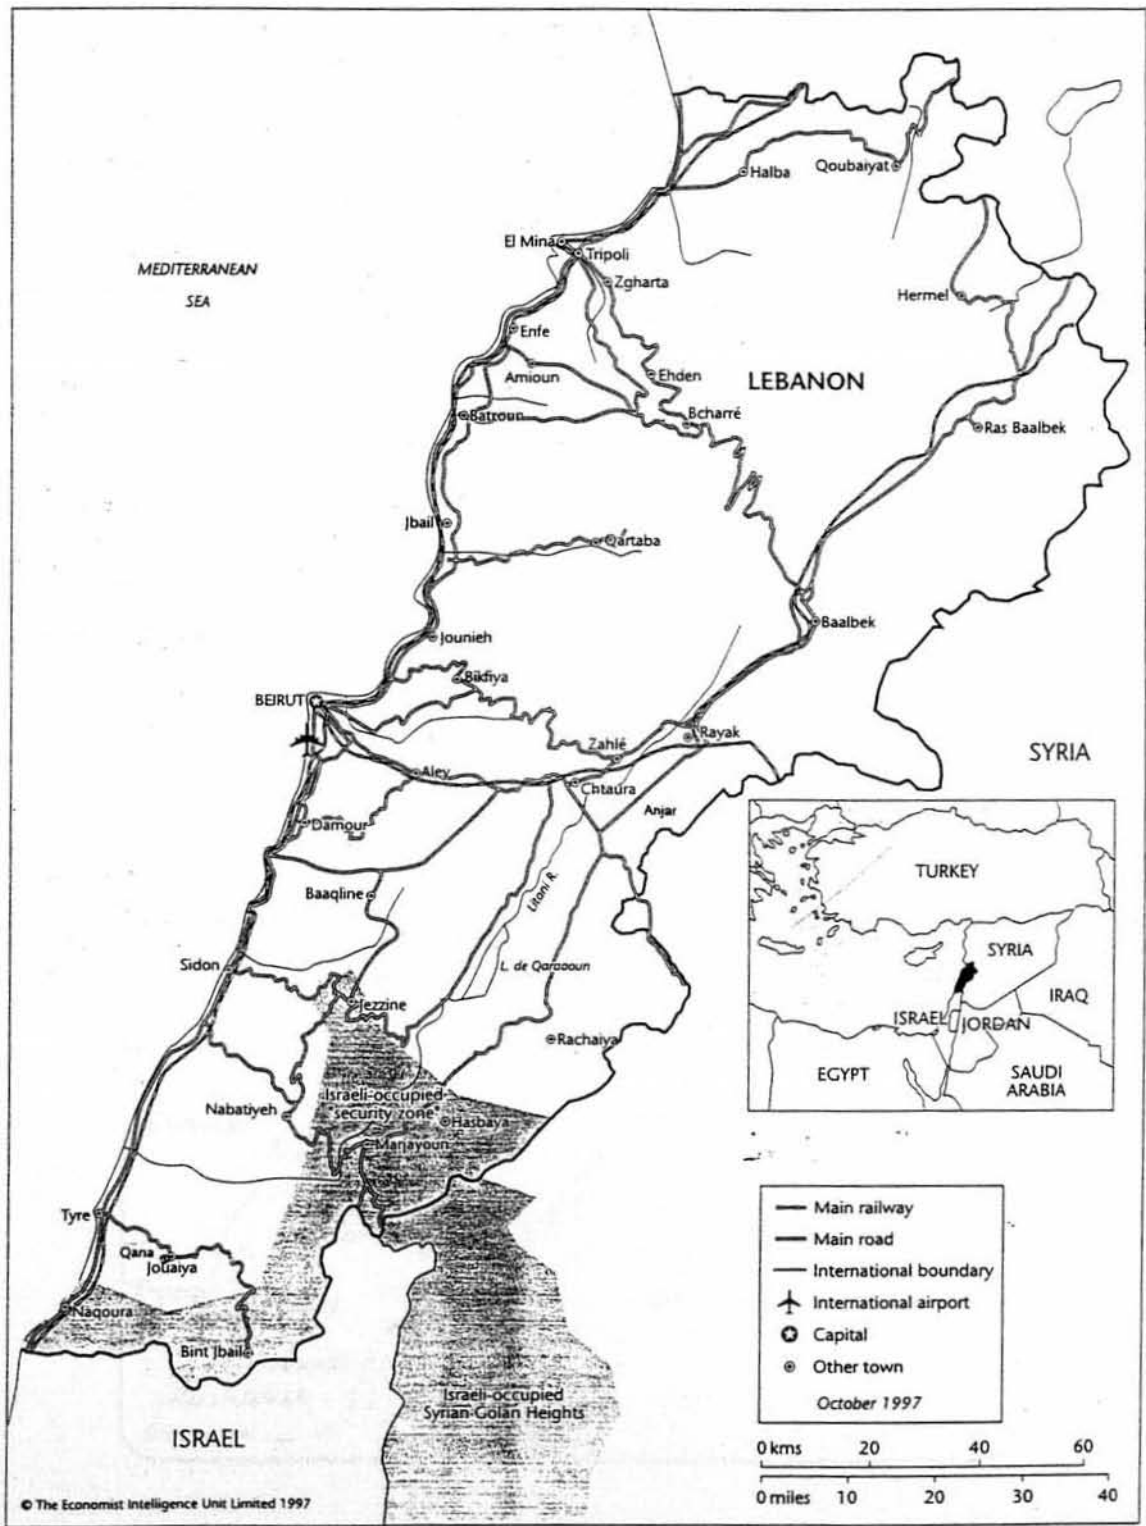 Halba
Qoubaiyat
El Mina
Tripoli
MEDITERRANEAN
SEA
Zgharta
Hermel
Enfe
Amioun
Ehden
LEBANON
Batroun
Bcharré
Ras Baalbek
Jbail
Qartaba
Jounieh
Baalbek
Bikfiya
BEIRUT
Zahlé
Rayak
SYRIA
Aley
Chtaura
Anjar
Damour
Baaqline
Litani R.
Sidon
L. de Qaraooun
Jezzine
Rachaiya
Israeli-occupied
"security zone"
Nabatiyeh
Hasbaya
Marjayoun
Tyre
Qana
Jouaiya
Naqoura
Bint Jbail
Israeli-occupied
Syrian Golan Heights
ISRAEL
TURKEY
SYRIA
IRAQ
ISRAEL
JORDAN
EGYPT
SAUDI
ARABIA
Main railway
Main road
International boundary
International airport
Capital
Other town
October 1997
0 kms 20 40 60
0 miles 10 20 30 40
© The Economist Intelligence Unit Limited 1997